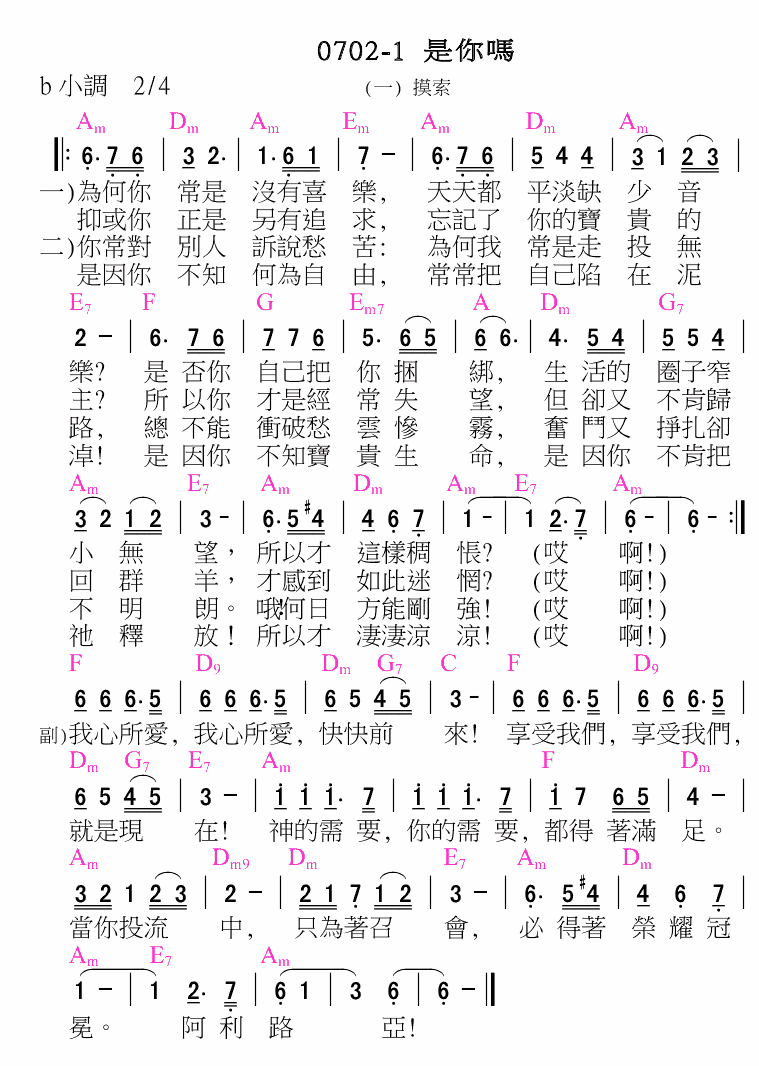 0702-1 是你嗎
b小調 2/4 (一) 摸索
Am Dm Am Em Am Dm Am
6. 7 6 | 3 2. | 1. 6 1 | 7 - | 6. 7 6 | 5 4 4 | 3 1 2 3 |
一)為何你 常是 沒有喜 樂, 天天都 平淡缺 少 音
抑或你 正是 另有追 求, 忘記了 你的寶 貴 的
二)你常對 別人 訴說愁 苦: 為何我 常是走 投 無
是因你 不知 何為自 由, 常常把 自己陷 在 泥
E7 F G Em7 A Dm G7
2 - | 6. 7 6 | 7 7 6 | 5. 6 5 | 6 6. | 4. 5 4 | 5 5 4 |
樂? 是 否你 自己把 你 捆 綁, 生 活的 圈子窄
主? 所 以你 才是經 常 失 望, 但 卻又 不肯歸
路, 總 不能 衝破愁 雲 慘 霧, 奮 鬥又 掙扎卻
淖! 是 因你 不知寶 貴 生 命, 是 因你 不肯把
Am E7 Am Dm Am E7 Am
3 2 1 2 | 3 - | 6. 5 #4 | 4 6 7 | 1 - | 1 2. 7 | 6 - | 6 - :||
小 無 望, 所以才 這樣稠 悵? (哎 啊!)
回 群 羊, 才感到 如此迷 惘? (哎 啊!)
不 明 朗。 哦!何日 方能剛 強! (哎 啊!)
祂 釋 放! 所以才 淒淒涼 涼! (哎 啊!)
F D9 Dm G7 C F D9
6 6 6. 5 | 6 6 6. 5 | 6 5 4 5 | 3 - | 6 6 6. 5 | 6 6 6. 5 |
副)我心所愛, 我心所愛, 快快前 來! 享受我們, 享受我們,
Dm G7 E7 Am F Dm
6 5 4 5 | 3 - | 1 1 1. 7 | 1 1 1. 7 | 1 7 6 5 | 4 - |
就是現 在! 神的需 要, 你的需 要, 都得 著滿 足。
Am Dm9 Dm E7 Am Dm
3 2 1 2 3 | 2 - | 2 1 7 1 2 | 3 - | 6. 5 #4 | 4 6 7 |
當你投流 中, 只為著召 會, 必 得著 榮 耀 冠
Am E7 Am
1 - | 1 2. 7 | 6 1 | 3 6 | 6 - ||
冕。 阿 利 路 亞!